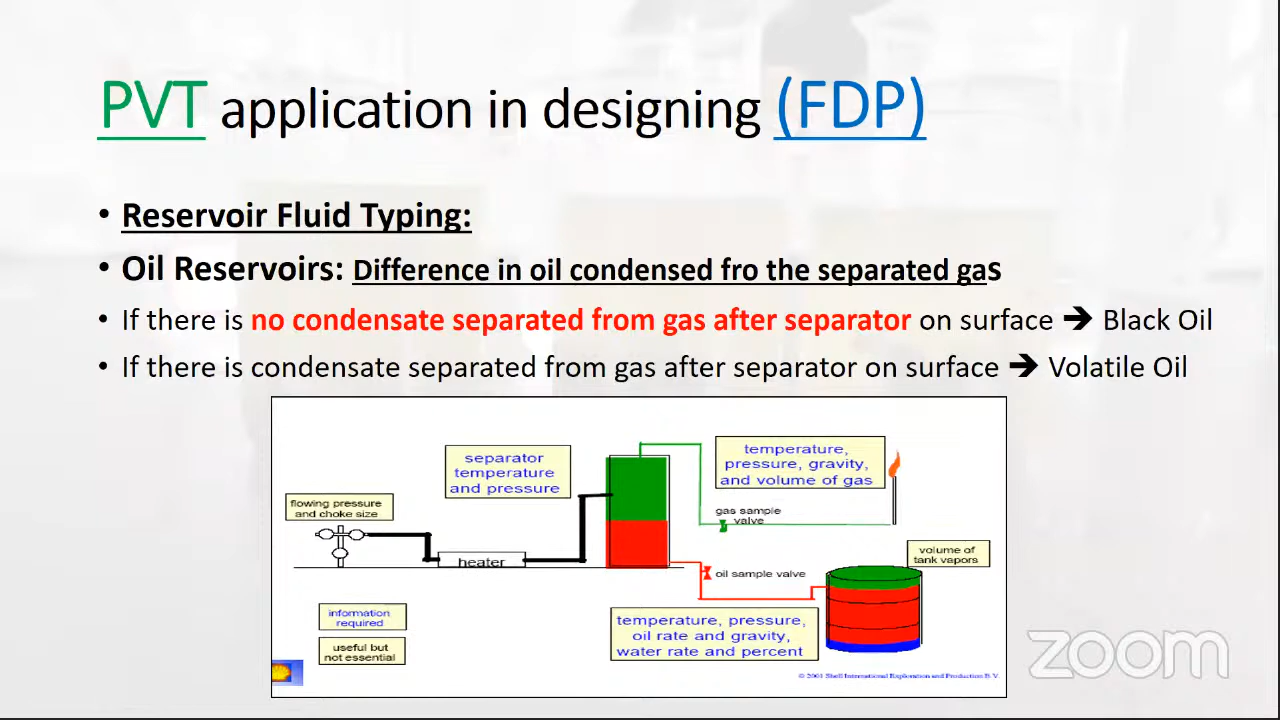 PVT application in designing (FDP)
• Reservoir Fluid Typing:
• Oil Reservoirs: Difference in oil condensed fro the separated gas
• If there is no condensate separated from gas after separator on surface → Black Oil
• If there is condensate separated from gas after separator on surface → Volatile Oil
separator
temperature
and pressure
temperature,
pressure, gravity,
and volume of gas
flowing pressure
and choke size
gas sample
valve
heater
volume of
tank vapors
oil sample valve
information
required
temperature, pressure,
oil rate and gravity,
water rate and percent
useful but
not essential
© 2001 Shell International Exploration and Production B.V.
zoom